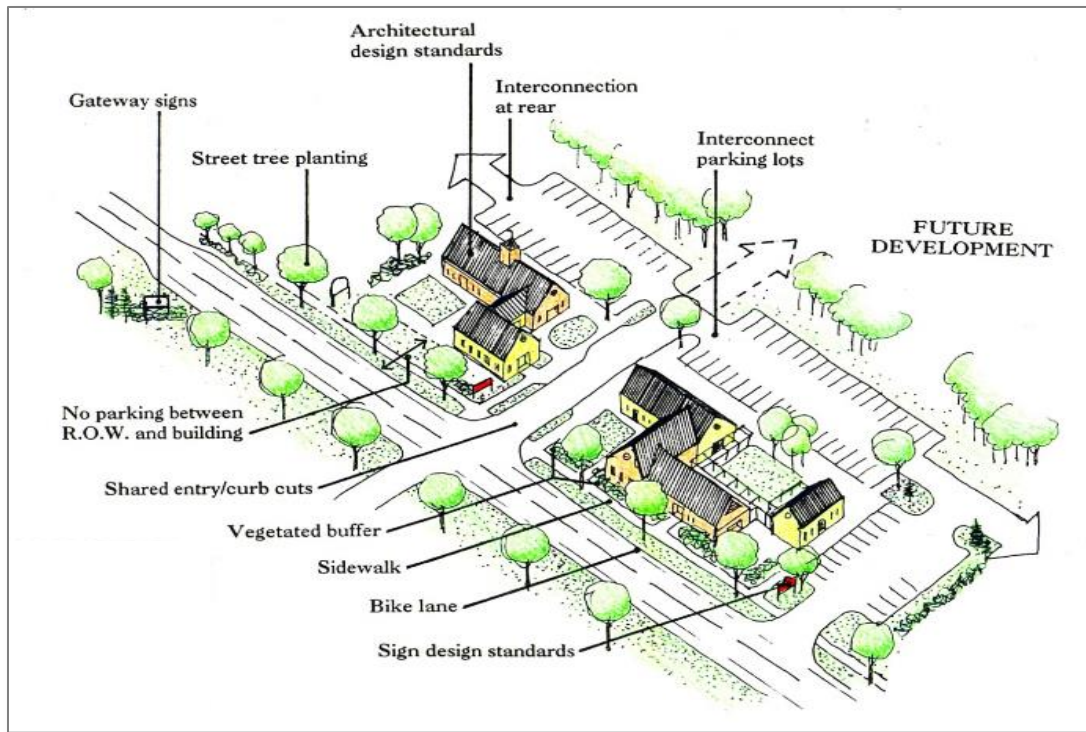 Architectural
design standards
Gateway signs
Interconnection
at rear
Street tree planting
Interconnect
parking lots
FUTURE
DEVELOPMENT
No parking between
R.O.W. and building
Shared entry/curb cuts
Vegetated buffer
Sidewalk
Bike lane
Sign design standards